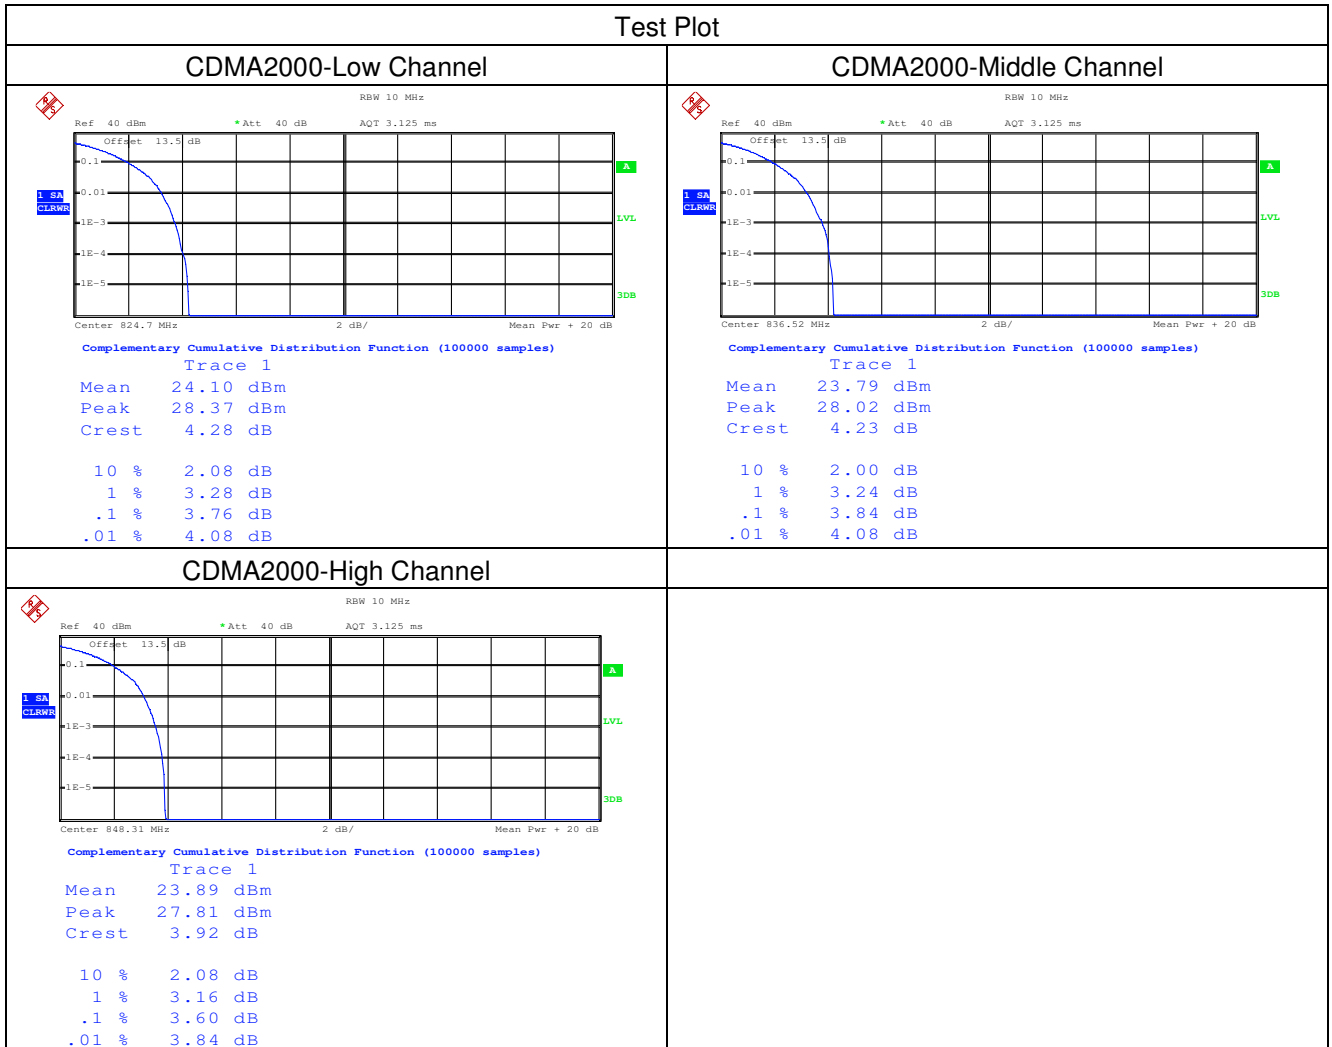 Test Plot
CDMA2000-Low Channel
CDMA2000-Middle Channel
R S
RBW 10 MHz
Ref 40 dBm *Att 40 dB AQT 3.125 ms
Offset 13.5 dB
0.1
A
0.01
1 SA
CLRWR
1E-3
LVL
1E-4
1E-5
3DB
Center 824.7 MHz 2 dB/ Mean Pwr + 20 dB
Complementary Cumulative Distribution Function (100000 samples)
Trace 1
Mean 24.10 dBm
Peak 28.37 dBm
Crest 4.28 dB
10 % 2.08 dB
1 % 3.28 dB
.1 % 3.76 dB
.01 % 4.08 dB
R S
RBW 10 MHz
Ref 40 dBm *Att 40 dB AQT 3.125 ms
Offset 13.5 dB
0.1
A
0.01
1 SA
CLRWR
1E-3
LVL
1E-4
1E-5
3DB
Center 836.52 MHz 2 dB/ Mean Pwr + 20 dB
Complementary Cumulative Distribution Function (100000 samples)
Trace 1
Mean 23.79 dBm
Peak 28.02 dBm
Crest 4.23 dB
10 % 2.00 dB
1 % 3.24 dB
.1 % 3.84 dB
.01 % 4.08 dB
CDMA2000-High Channel
R S
RBW 10 MHz
Ref 40 dBm *Att 40 dB AQT 3.125 ms
Offset 13.5 dB
0.1
A
0.01
1 SA
CLRWR
1E-3
LVL
1E-4
1E-5
3DB
Center 848.31 MHz 2 dB/ Mean Pwr + 20 dB
Complementary Cumulative Distribution Function (100000 samples)
Trace 1
Mean 23.89 dBm
Peak 27.81 dBm
Crest 3.92 dB
10 % 2.08 dB
1 % 3.16 dB
.1 % 3.60 dB
.01 % 3.84 dB